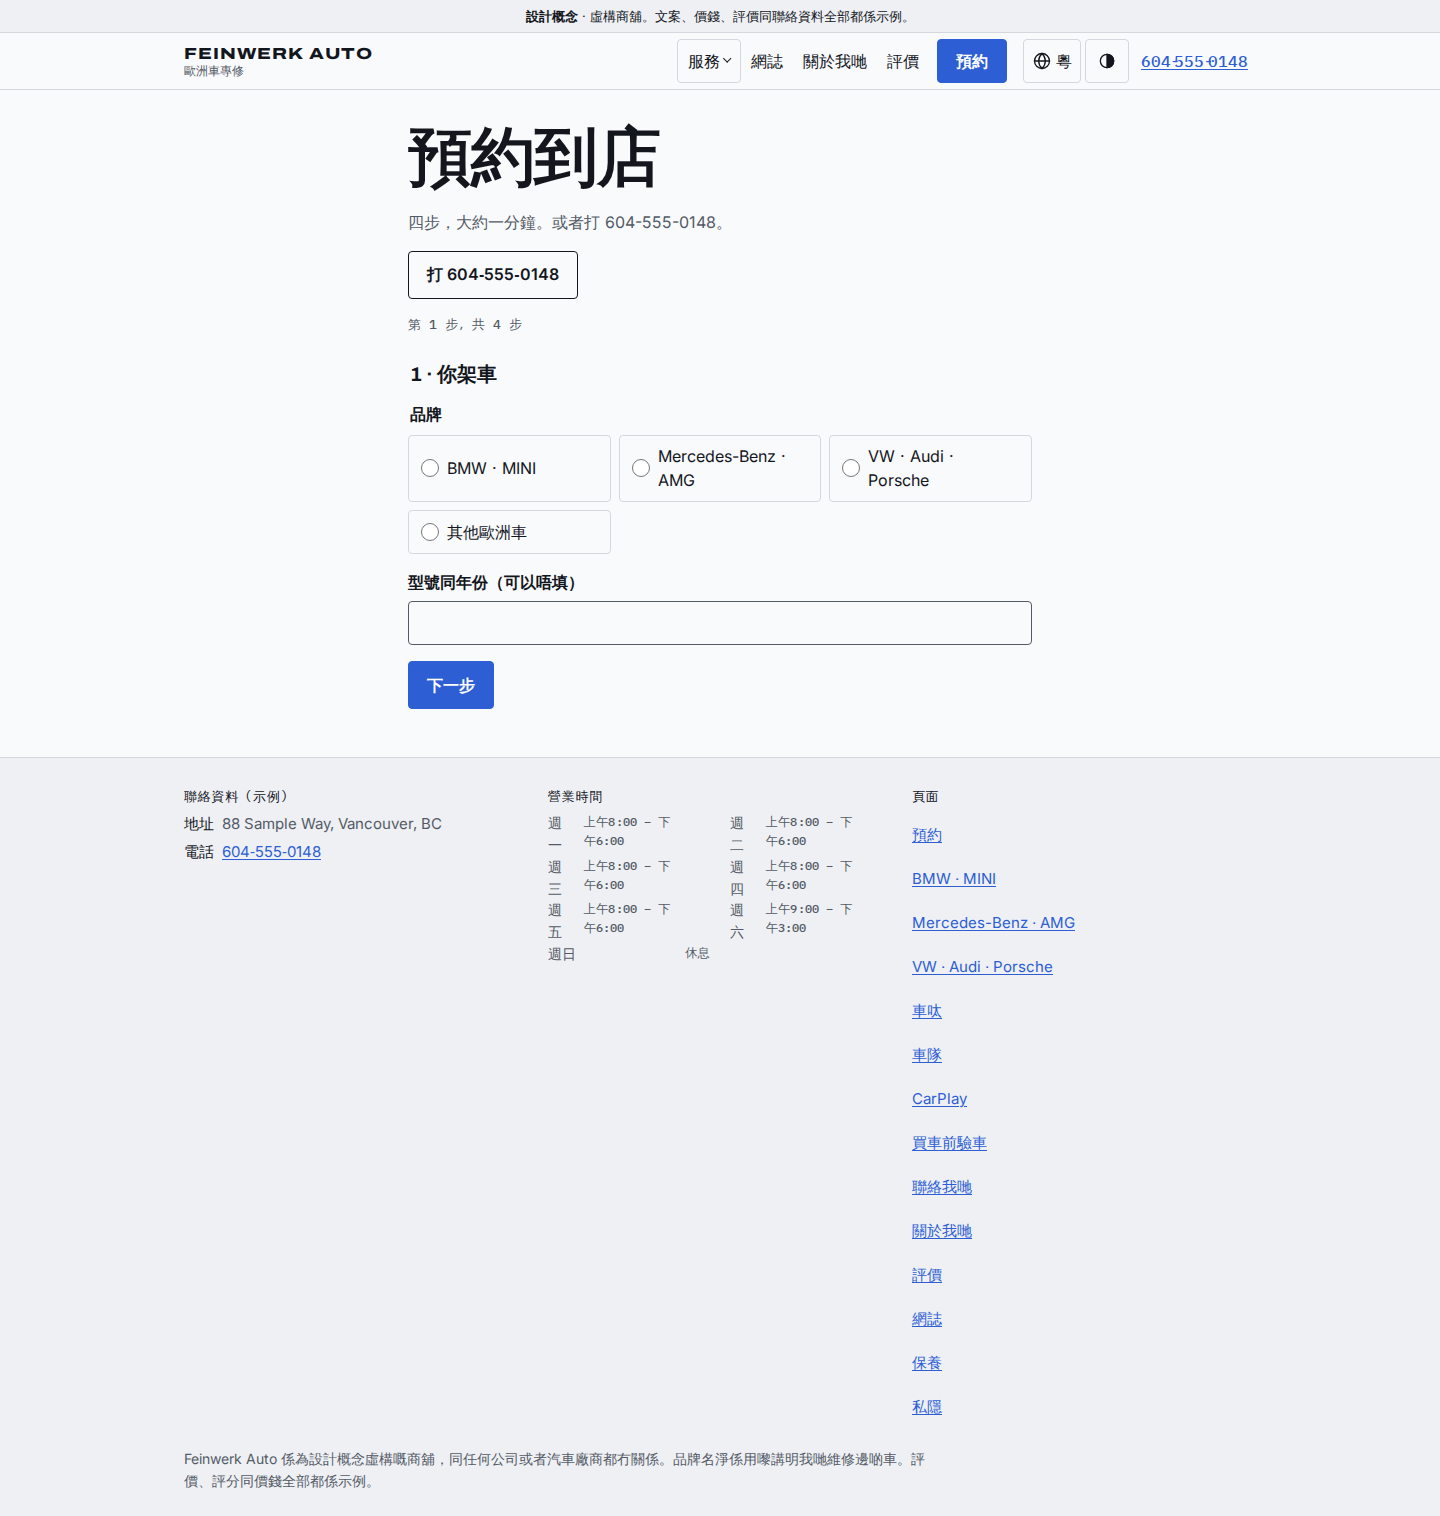 設計概念 · 虛構商舖。文案、價錢、評價同聯絡資料全部都係示例。
FEINWERK AUTO
歐洲車專修
服務
網誌
關於我哋
評價
預約
粵
604-555-0148
預約到店
四步，大約一分鐘。或者打 604-555-0148。
打 604-555-0148
第 1 步，共 4 步
1 · 你架車
品牌
BMW · MINI
Mercedes-Benz ·
AMG
VW · Audi ·
Porsche
其他歐洲車
型號同年份（可以唔填）
下一步
聯絡資料（示例）
地址 88 Sample Way, Vancouver, BC
電話 604-555-0148
營業時間
週一 上午8:00 – 下午6:00
週二 上午8:00 – 下午6:00
週三 上午8:00 – 下午6:00
週四 上午8:00 – 下午6:00
週五 上午8:00 – 下午6:00
週六 上午9:00 – 下午3:00
週日 休息
頁面
預約
BMW · MINI
Mercedes-Benz · AMG
VW · Audi · Porsche
車呔
車隊
CarPlay
買車前驗車
聯絡我哋
關於我哋
評價
網誌
保養
私隱
Feinwerk Auto 係為設計概念虛構嘅商舖，同任何公司或者汽車廠商都冇關係。品牌名淨係用嚟講明我哋維修邊啲車。評
價、評分同價錢全部都係示例。